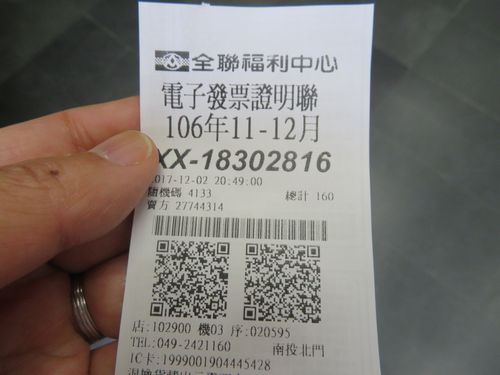 全聯福利中心
電子發票證明聯
106年11-12月
XX-18302816
2017-12-02 20:49:00
隨機碼 4133 總計 160
賣方 27744314
店:102900 機03 序:020595
TEL:049-2421160 南投北門
IC卡:1999001904445428